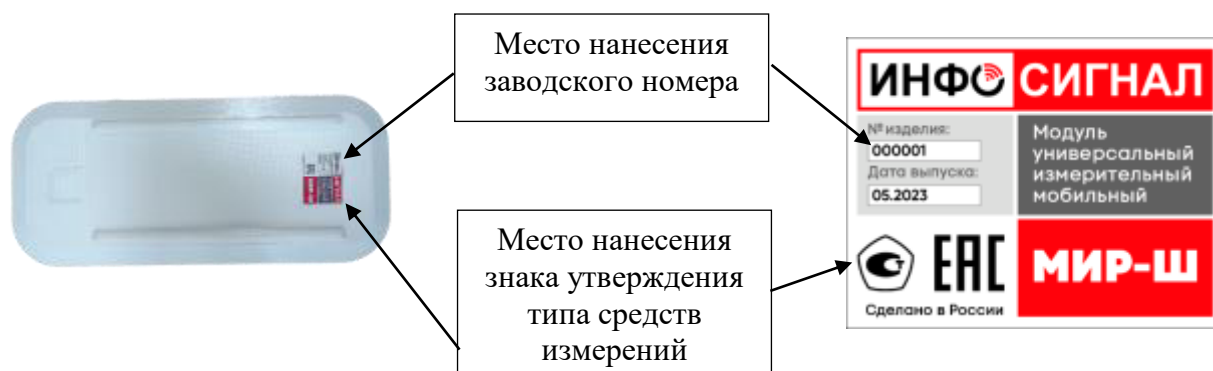 Место нанесения
заводского номера
ИНФО СИГНАЛ
№ изделия:
000001
Дата выпуска:
05.2023
Модуль
универсальный
измерительный
мобильный
Место нанесения
знака утверждения
типа средств
измерений
ЕАС
МИР-Ш
Сделано в России